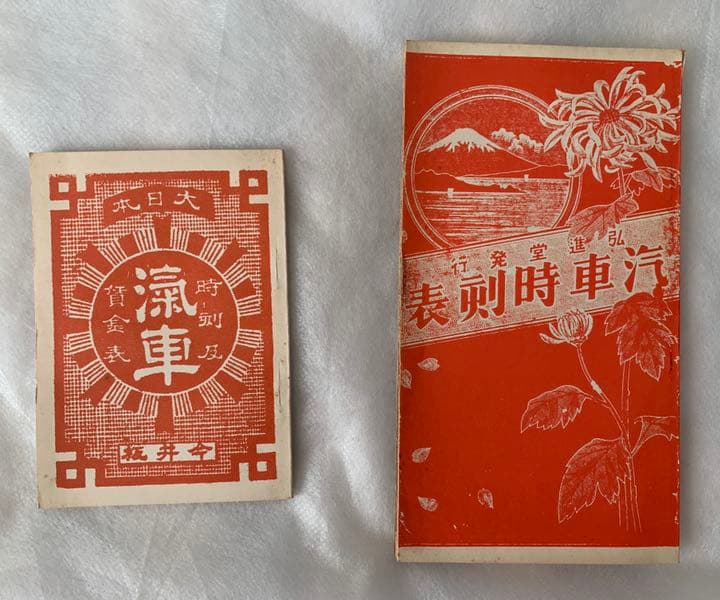 大日本
時刻及
滊車
賃金表
今井板
弘進堂発行
汽車時刻表